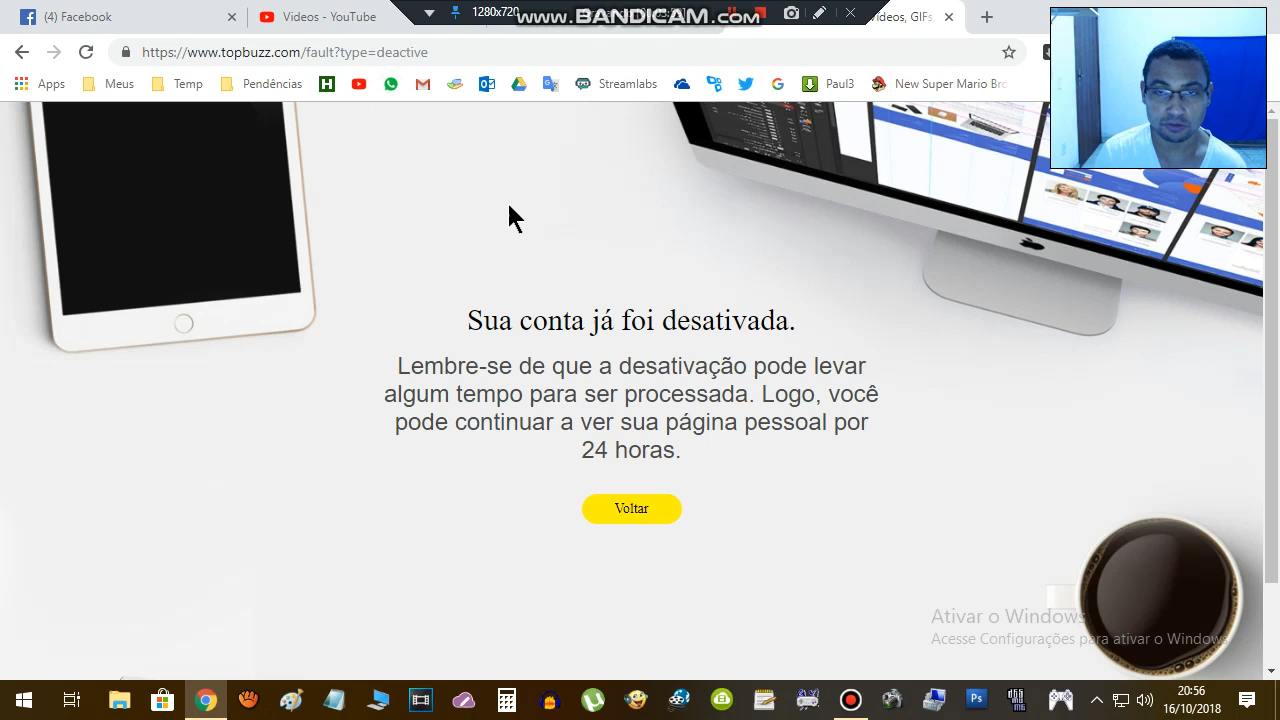 (4) Facebook
Videos - YouTube
1280x720
www.BANDICAM.com
ídeos, GIFs,
https://www.topbuzz.com/fault?type=deactive
Apps
Meus
Temp
Pendências
Streamlabs
Paul3
New Super Mario Bro
Sua conta já foi desativada.
Lembre-se de que a desativação pode levar
algum tempo para ser processada. Logo, você
pode continuar a ver sua página pessoal por
24 horas.
Voltar
Ativar o Windows
Acesse Configurações para ativar o Windows
20:56
16/10/2018